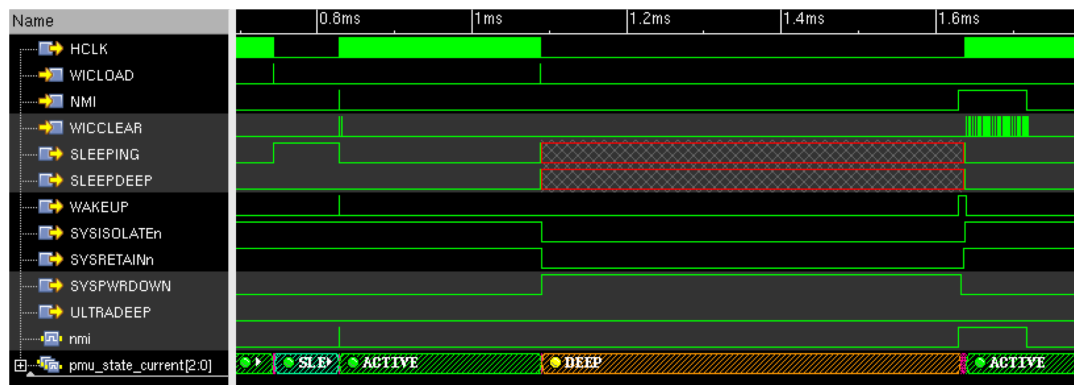 Name 0.8ms 1ms 1.2ms 1.4ms 1.6ms
HCLK
WICLOAD
NMI
WICCLEAR
SLEEPING
SLEEPDEEP
WAKEUP
SYSISOLATEn
SYSRETAINn
SYSPWRDOWN
ULTRADEEP
nmi
pmu_state_current[2:0] SLE ACTIVE DEEP ACTIVE